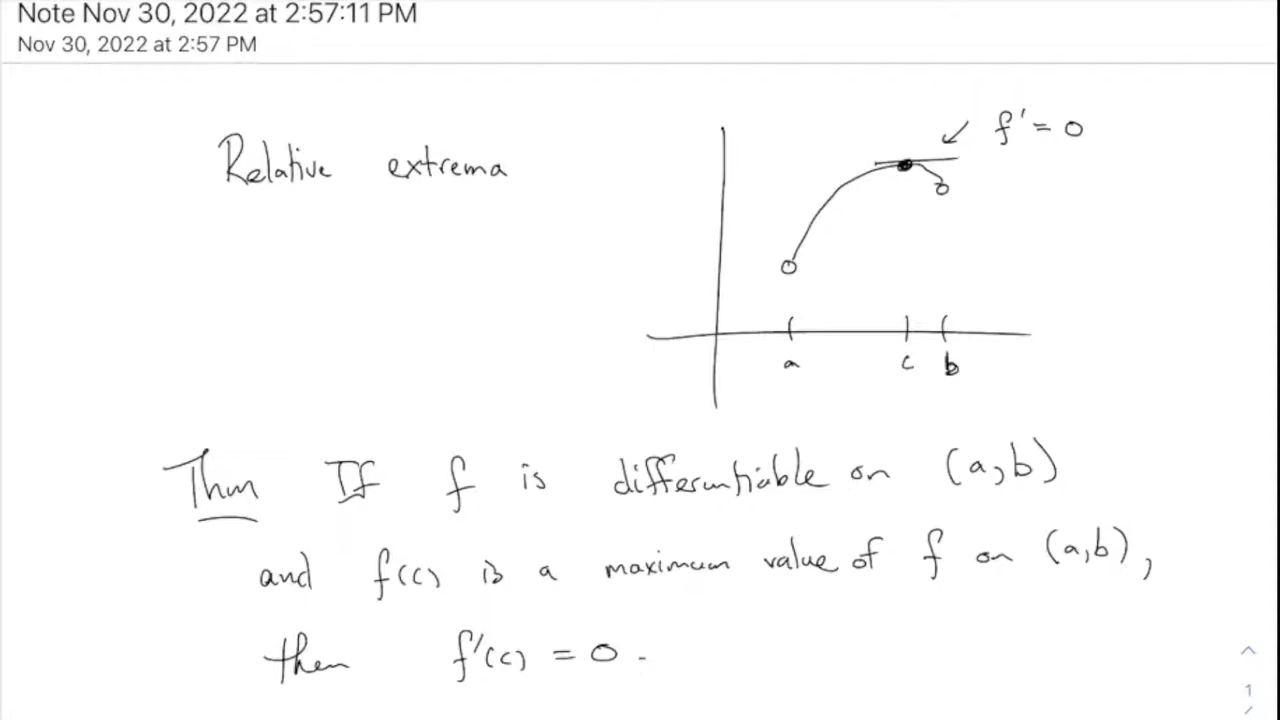 Note Nov 30, 2022 at 2:57:11 PM
Nov 30, 2022 at 2:57 PM
Relative extrema
f' = 0
a c b
Thm If f is differentiable on (a,b)
and f(c) is a maximum value of f on (a,b),
then f'(c) = 0.
1